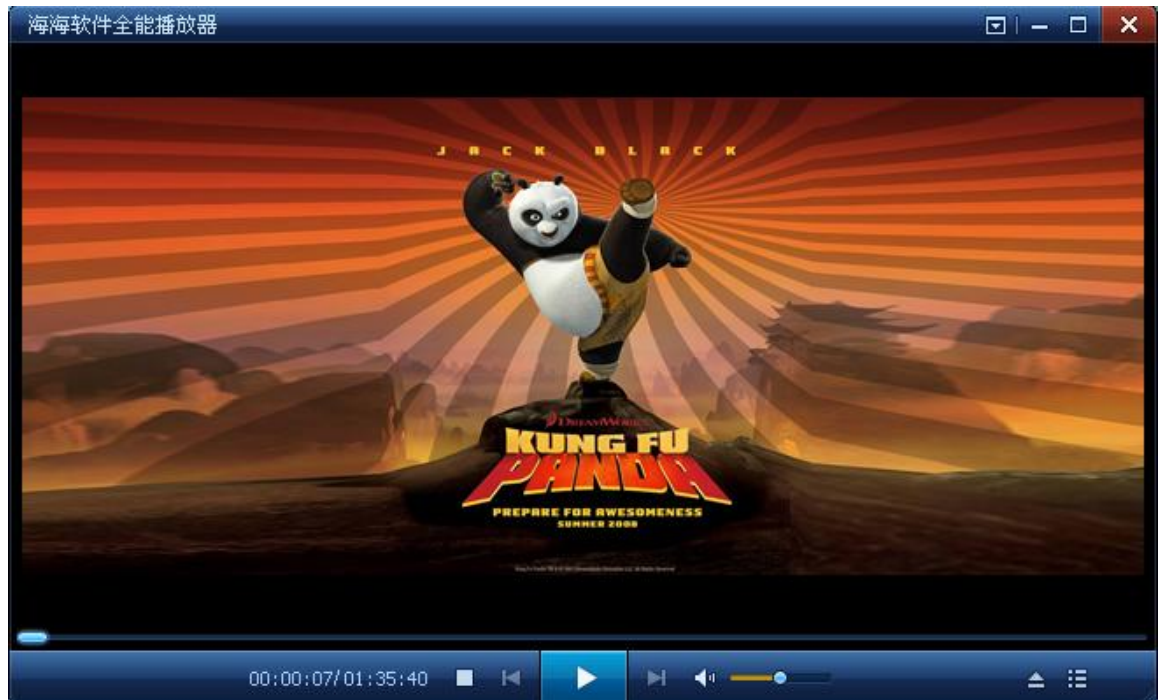 海海软件全能播放器
JACK BLACK
DREAMWORKS
KUNG FU
PANDA
PREPARE FOR AWESOMENESS
SUMMER 2008
00:00:07/01:35:40